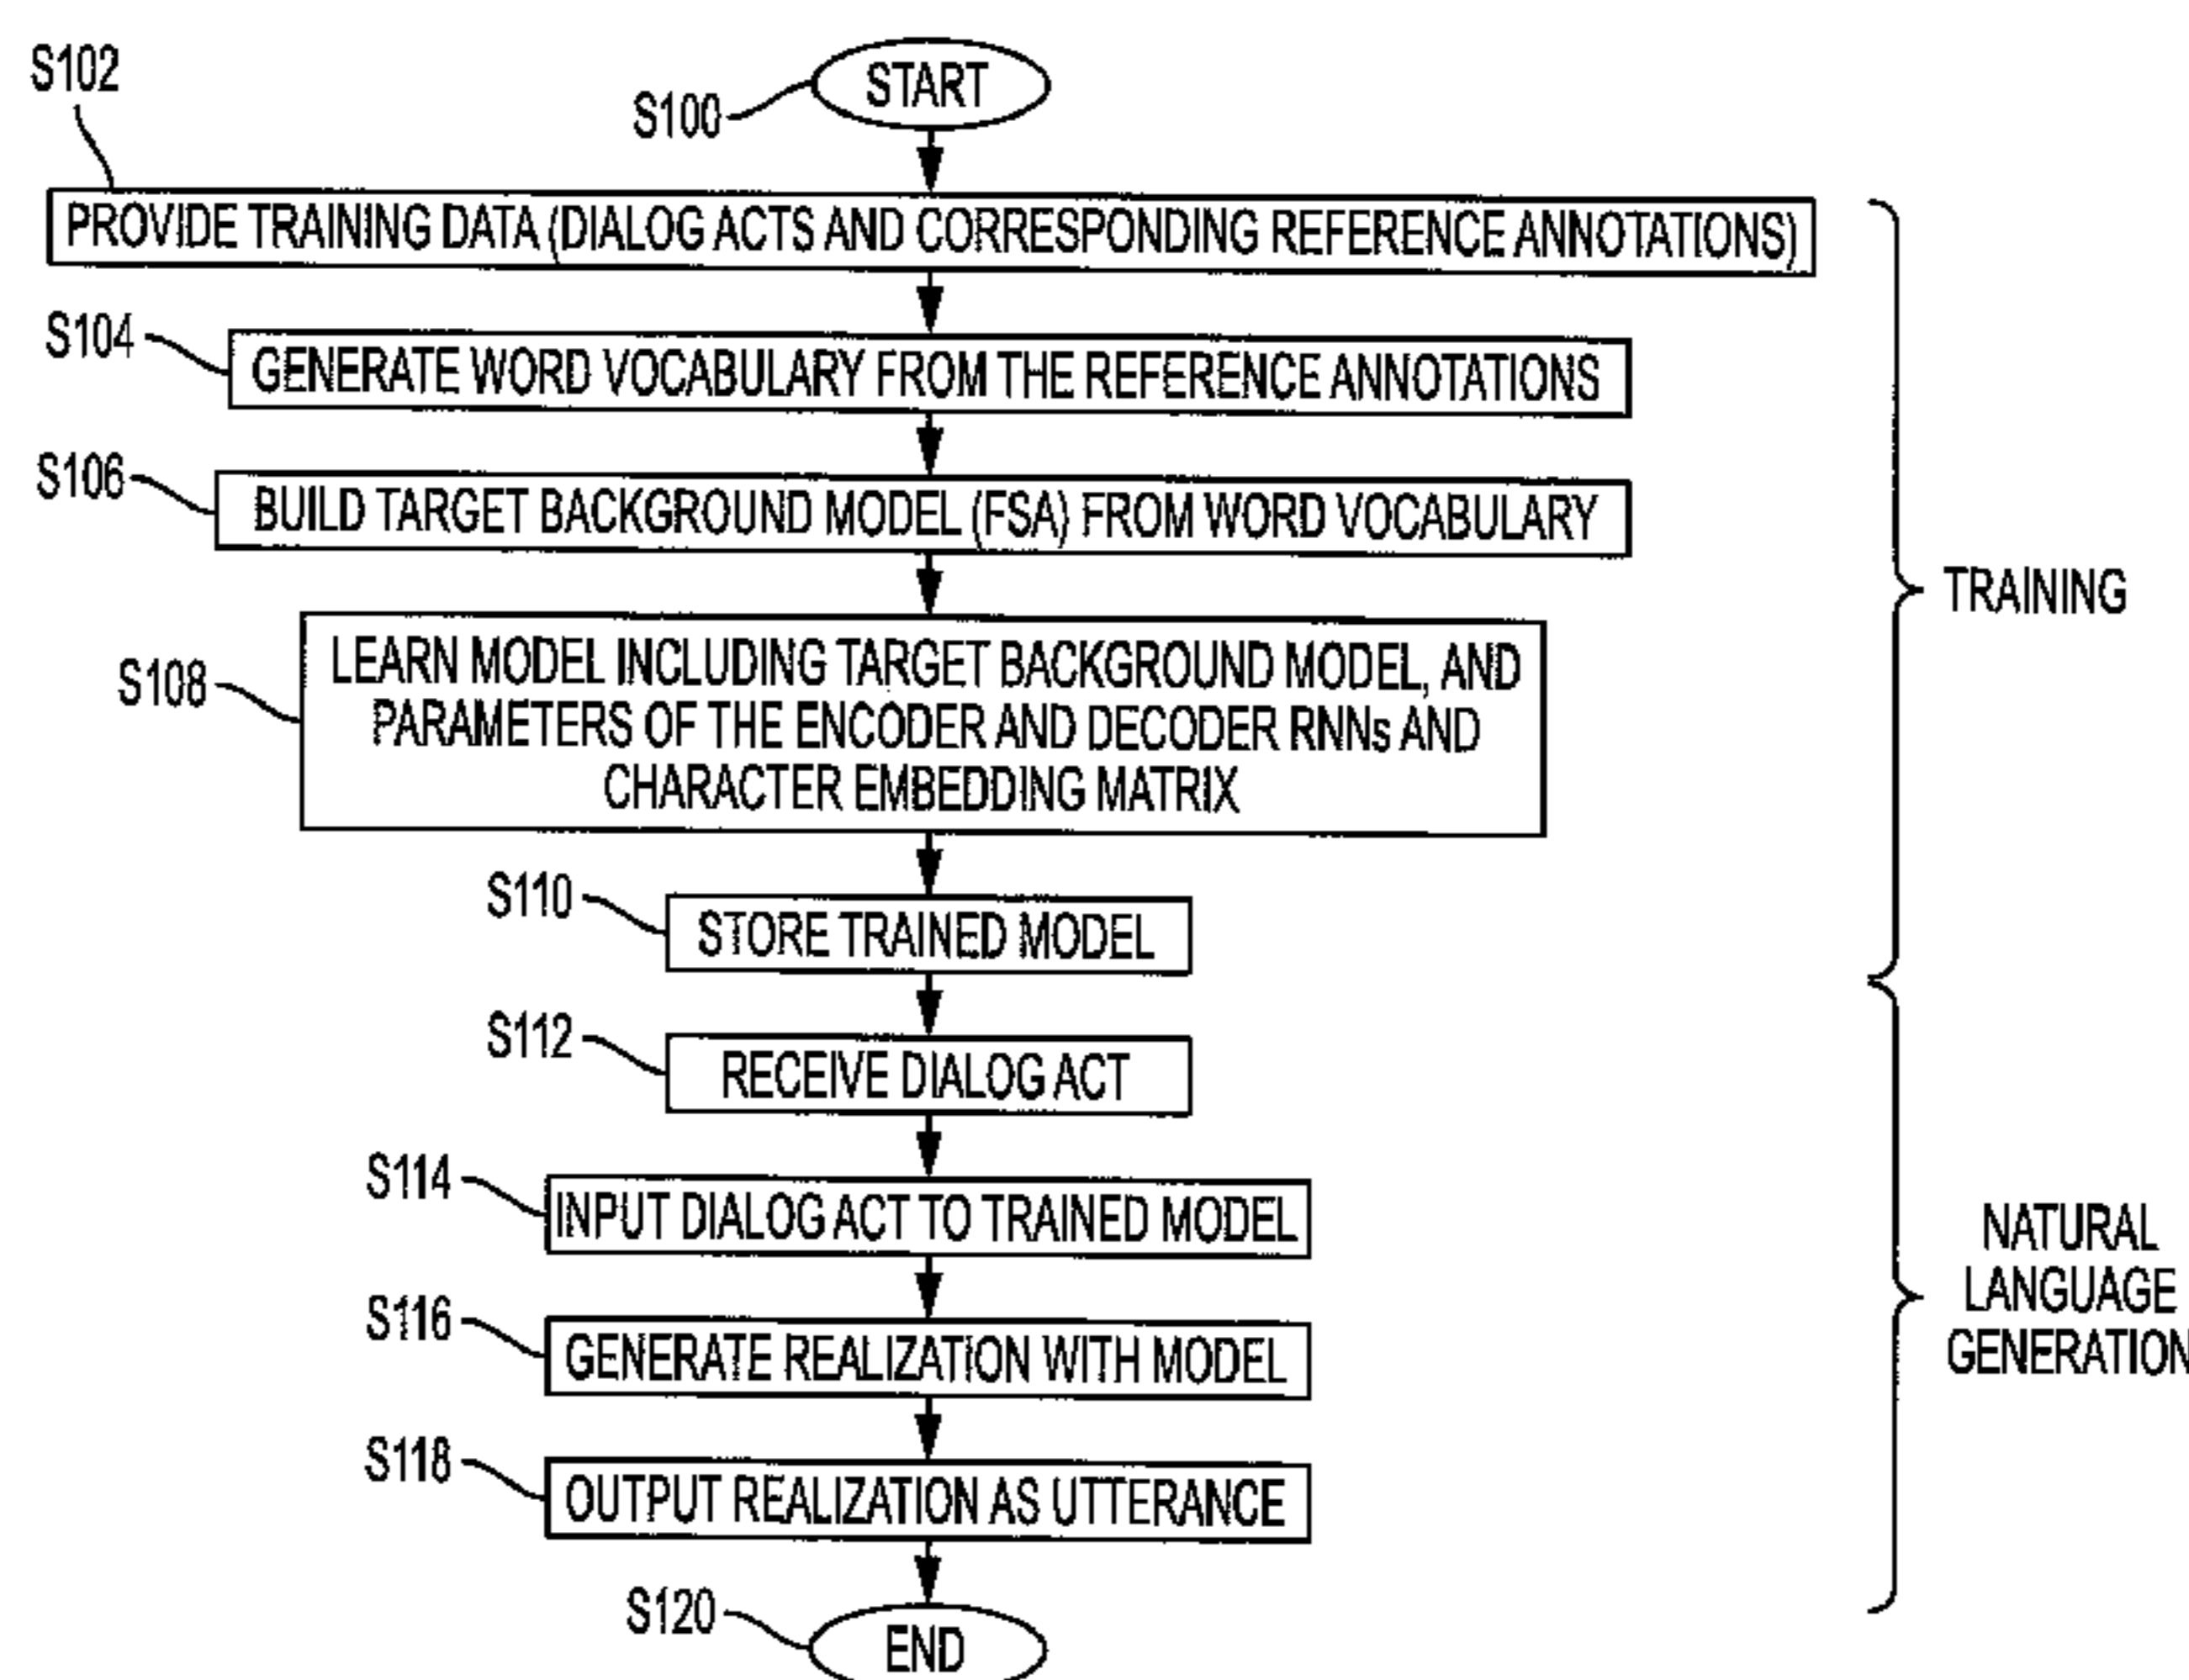 S100
START
S102
PROVIDE TRAINING DATA (DIALOG ACTS AND CORRESPONDING REFERENCE ANNOTATIONS)
S104
GENERATE WORD VOCABULARY FROM THE REFERENCE ANNOTATIONS
S106
BUILD TARGET BACKGROUND MODEL (FSA) FROM WORD VOCABULARY
S108
LEARN MODEL INCLUDING TARGET BACKGROUND MODEL, AND
PARAMETERS OF THE ENCODER AND DECODER RNNs AND
CHARACTER EMBEDDING MATRIX
S110
STORE TRAINED MODEL
TRAINING
S112
RECEIVE DIALOG ACT
S114
INPUT DIALOG ACT TO TRAINED MODEL
S116
GENERATE REALIZATION WITH MODEL
S118
OUTPUT REALIZATION AS UTTERANCE
NATURAL
LANGUAGE
GENERATION
S120
END